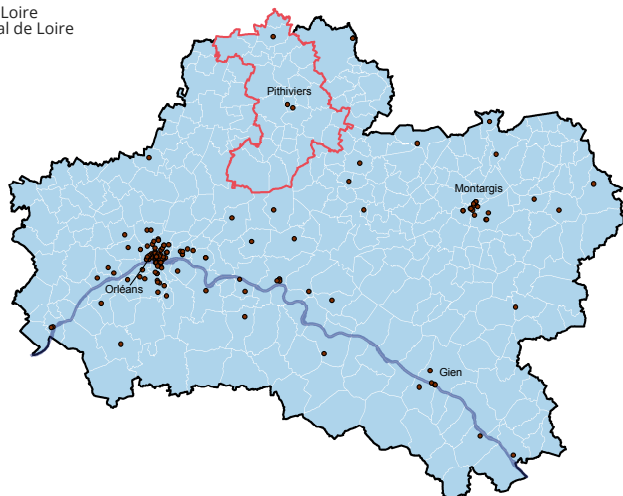 Loire
al de Loire
Pithiviers
Montargis
Orléans
Gien